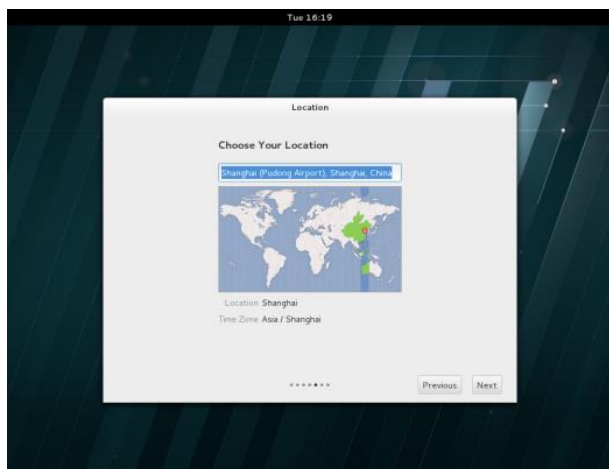 Tue 16:19
Location
Choose Your Location
Shanghai (Pudong Airport), Shanghai, China
Location Shanghai
Time Zone Asia / Shanghai
Previous Next